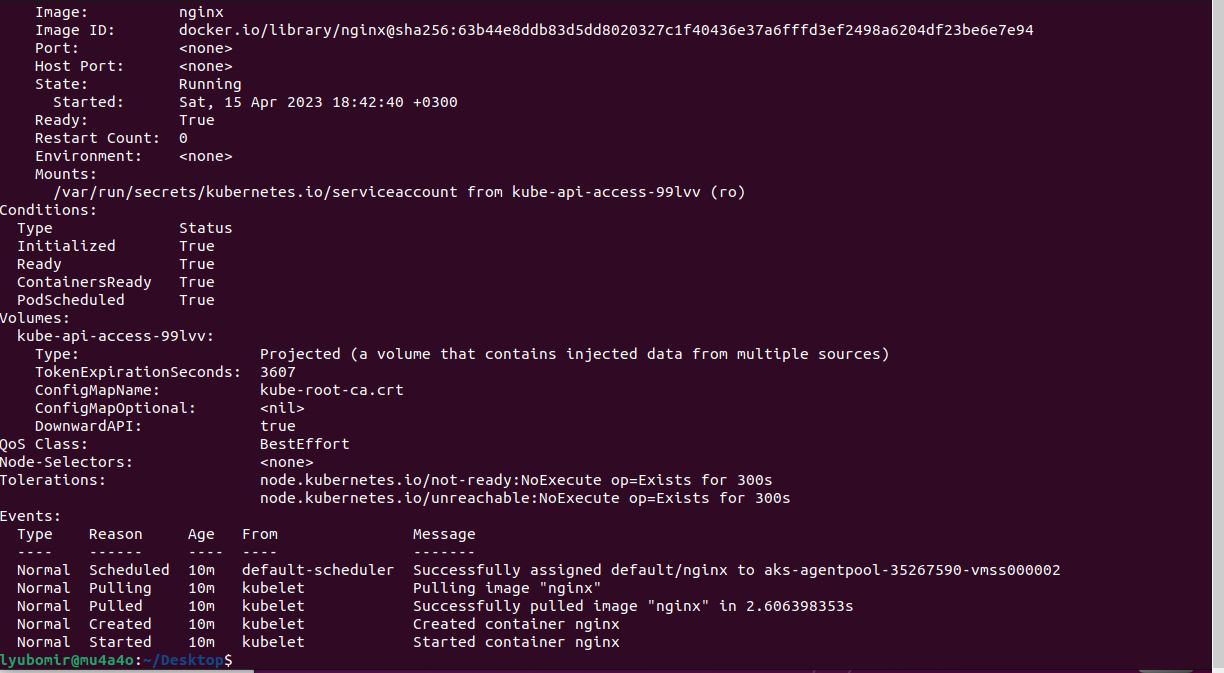 Image:          nginx
Image ID:       docker.io/library/nginx@sha256:63b44e8ddb83d5dd8020327c1f40436e37a6fffd3ef2498a6204df23be6e7e94
Port:           <none>
Host Port:      <none>
State:          Running
Started:      Sat, 15 Apr 2023 18:42:40 +0300
Ready:          True
Restart Count:  0
Environment:    <none>
Mounts:
/var/run/secrets/kubernetes.io/serviceaccount from kube-api-access-99lvv (ro)
Conditions:
Type              Status
Initialized       True
Ready             True
ContainersReady   True
PodScheduled      True
Volumes:
kube-api-access-99lvv:
Type:                    Projected (a volume that contains injected data from multiple sources)
TokenExpirationSeconds:  3607
ConfigMapName:           kube-root-ca.crt
ConfigMapOptional:       <nil>
DownwardAPI:             true
QoS Class:                   BestEffort
Node-Selectors:              <none>
Tolerations:                 node.kubernetes.io/not-ready:NoExecute op=Exists for 300s
node.kubernetes.io/unreachable:NoExecute op=Exists for 300s
Events:
Type    Reason     Age   From               Message
----    ------     ----  ----               -------
Normal  Scheduled  10m   default-scheduler  Successfully assigned default/nginx to aks-agentpool-35267590-vmss000002
Normal  Pulling    10m   kubelet            Pulling image "nginx"
Normal  Pulled     10m   kubelet            Successfully pulled image "nginx" in 2.606398353s
Normal  Created    10m   kubelet            Created container nginx
Normal  Started    10m   kubelet            Started container nginx
lyubomir@mu4a4o:~/Desktop$